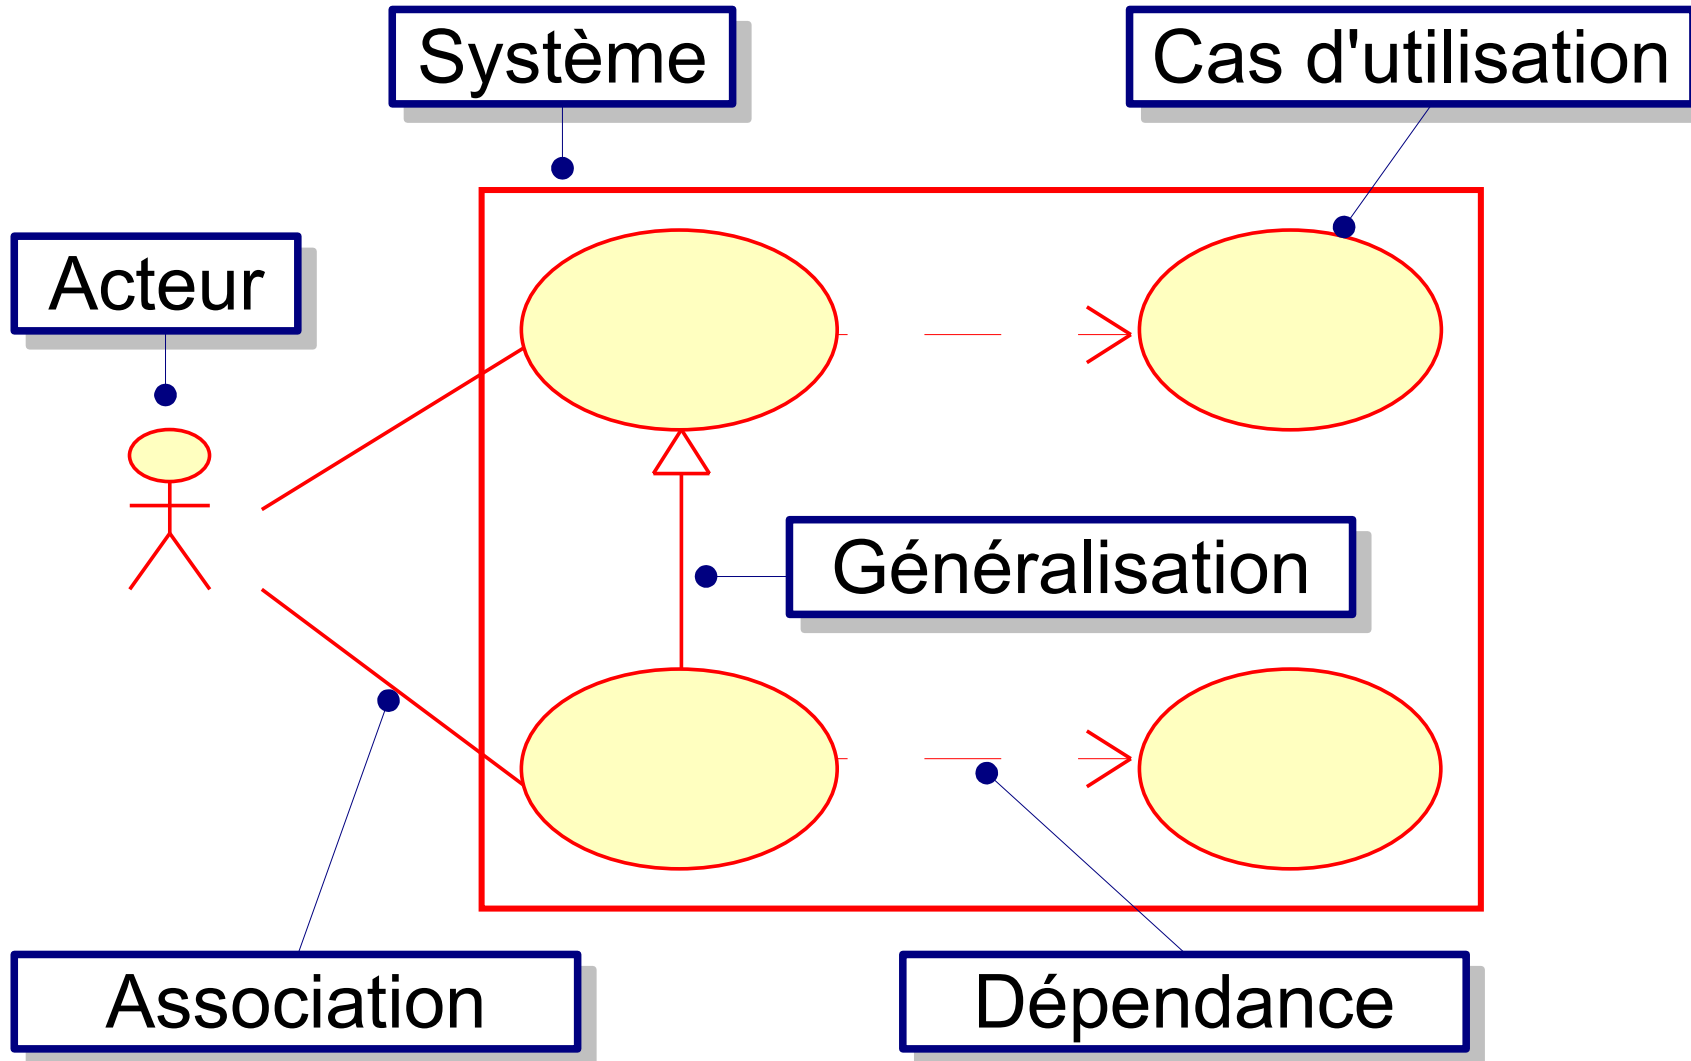 Système
Cas d'utilisation
Acteur
Généralisation
Association
Dépendance